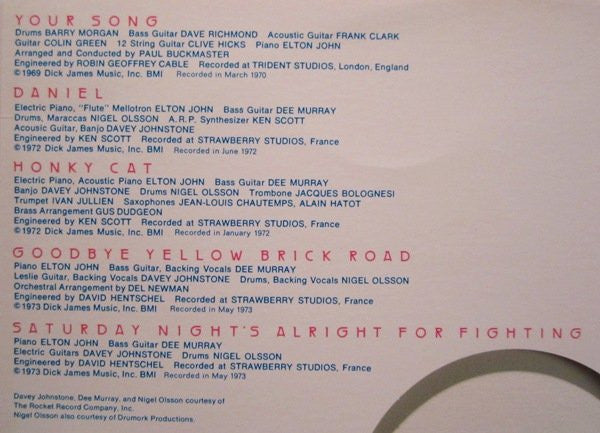 YOUR SONG
Drums BARRY MORGAN Bass Guitar DAVE RICHMOND Acoustic Guitar FRANK CLARK
Guitar COLIN GREEN 12 String Guitar CLIVE HICKS Piano ELTON JOHN
Arranged and Conducted by PAUL BUCKMASTER
Engineered by ROBIN GEOFFREY CABLE Recorded at TRIDENT STUDIOS, London, England
©1969 Dick James Music, Inc. BMI Recorded in March 1970
DANIEL
Electric Piano, "Flute" Mellotron ELTON JOHN Bass Guitar DEE MURRAY
Drums, Maraccas NIGEL OLSSON A.R.P. Synthesizer KEN SCOTT
Acousic Guitar, Banjo DAVEY JOHNSTONE
Engineered by KEN SCOTT Recorded at STRAWBERRY STUDIOS, France
©1972 Dick James Music, Inc. BMI Recorded in June 1972
HONKY CAT
Electric Piano, Acoustic Piano ELTON JOHN Bass Guitar DEE MURRAY
Banjo DAVEY JOHNSTONE Drums NIGEL OLSSON Trombone JACQUES BOLOGNESI
Trumpet IVAN JULLIEN Saxophones JEAN-LOUIS CHAUTEMPS, ALAIN HATOT
Brass Arrangement GUS DUDGEON
Engineered by KEN SCOTT Recorded at STRAWBERRY STUDIOS, France
©1972 Dick James Music, Inc. BMI Recorded in January 1972
GOODBYE YELLOW BRICK ROAD
Piano ELTON JOHN Bass Guitar, Backing Vocals DEE MURRAY
Leslie Guitar, Backing Vocals DAVEY JOHNSTONE Drums, Backing Vocals NIGEL OLSSON
Orchestral Arrangement by DEL NEWMAN
Engineered by DAVID HENTSCHEL Recorded at STRAWBERRY STUDIOS, France
©1973 Dick James Music, Inc. BMI Recorded in May 1973
SATURDAY NIGHT'S ALRIGHT FOR FIGHTING
Piano ELTON JOHN Bass Guitar DEE MURRAY
Electric Guitars DAVEY JOHNSTONE Drums NIGEL OLSSON
Engineered by DAVID HENTSCHEL Recorded at STRAWBERRY STUDIOS, France
©1973 Dick James Music, Inc. BMI Recorded in May 1973
Davey Johnstone, Dee Murray, and Nigel Olsson courtesy of
The Rocket Record Company, Inc.
Nigel Olsson also courtesy of Drumork Productions.